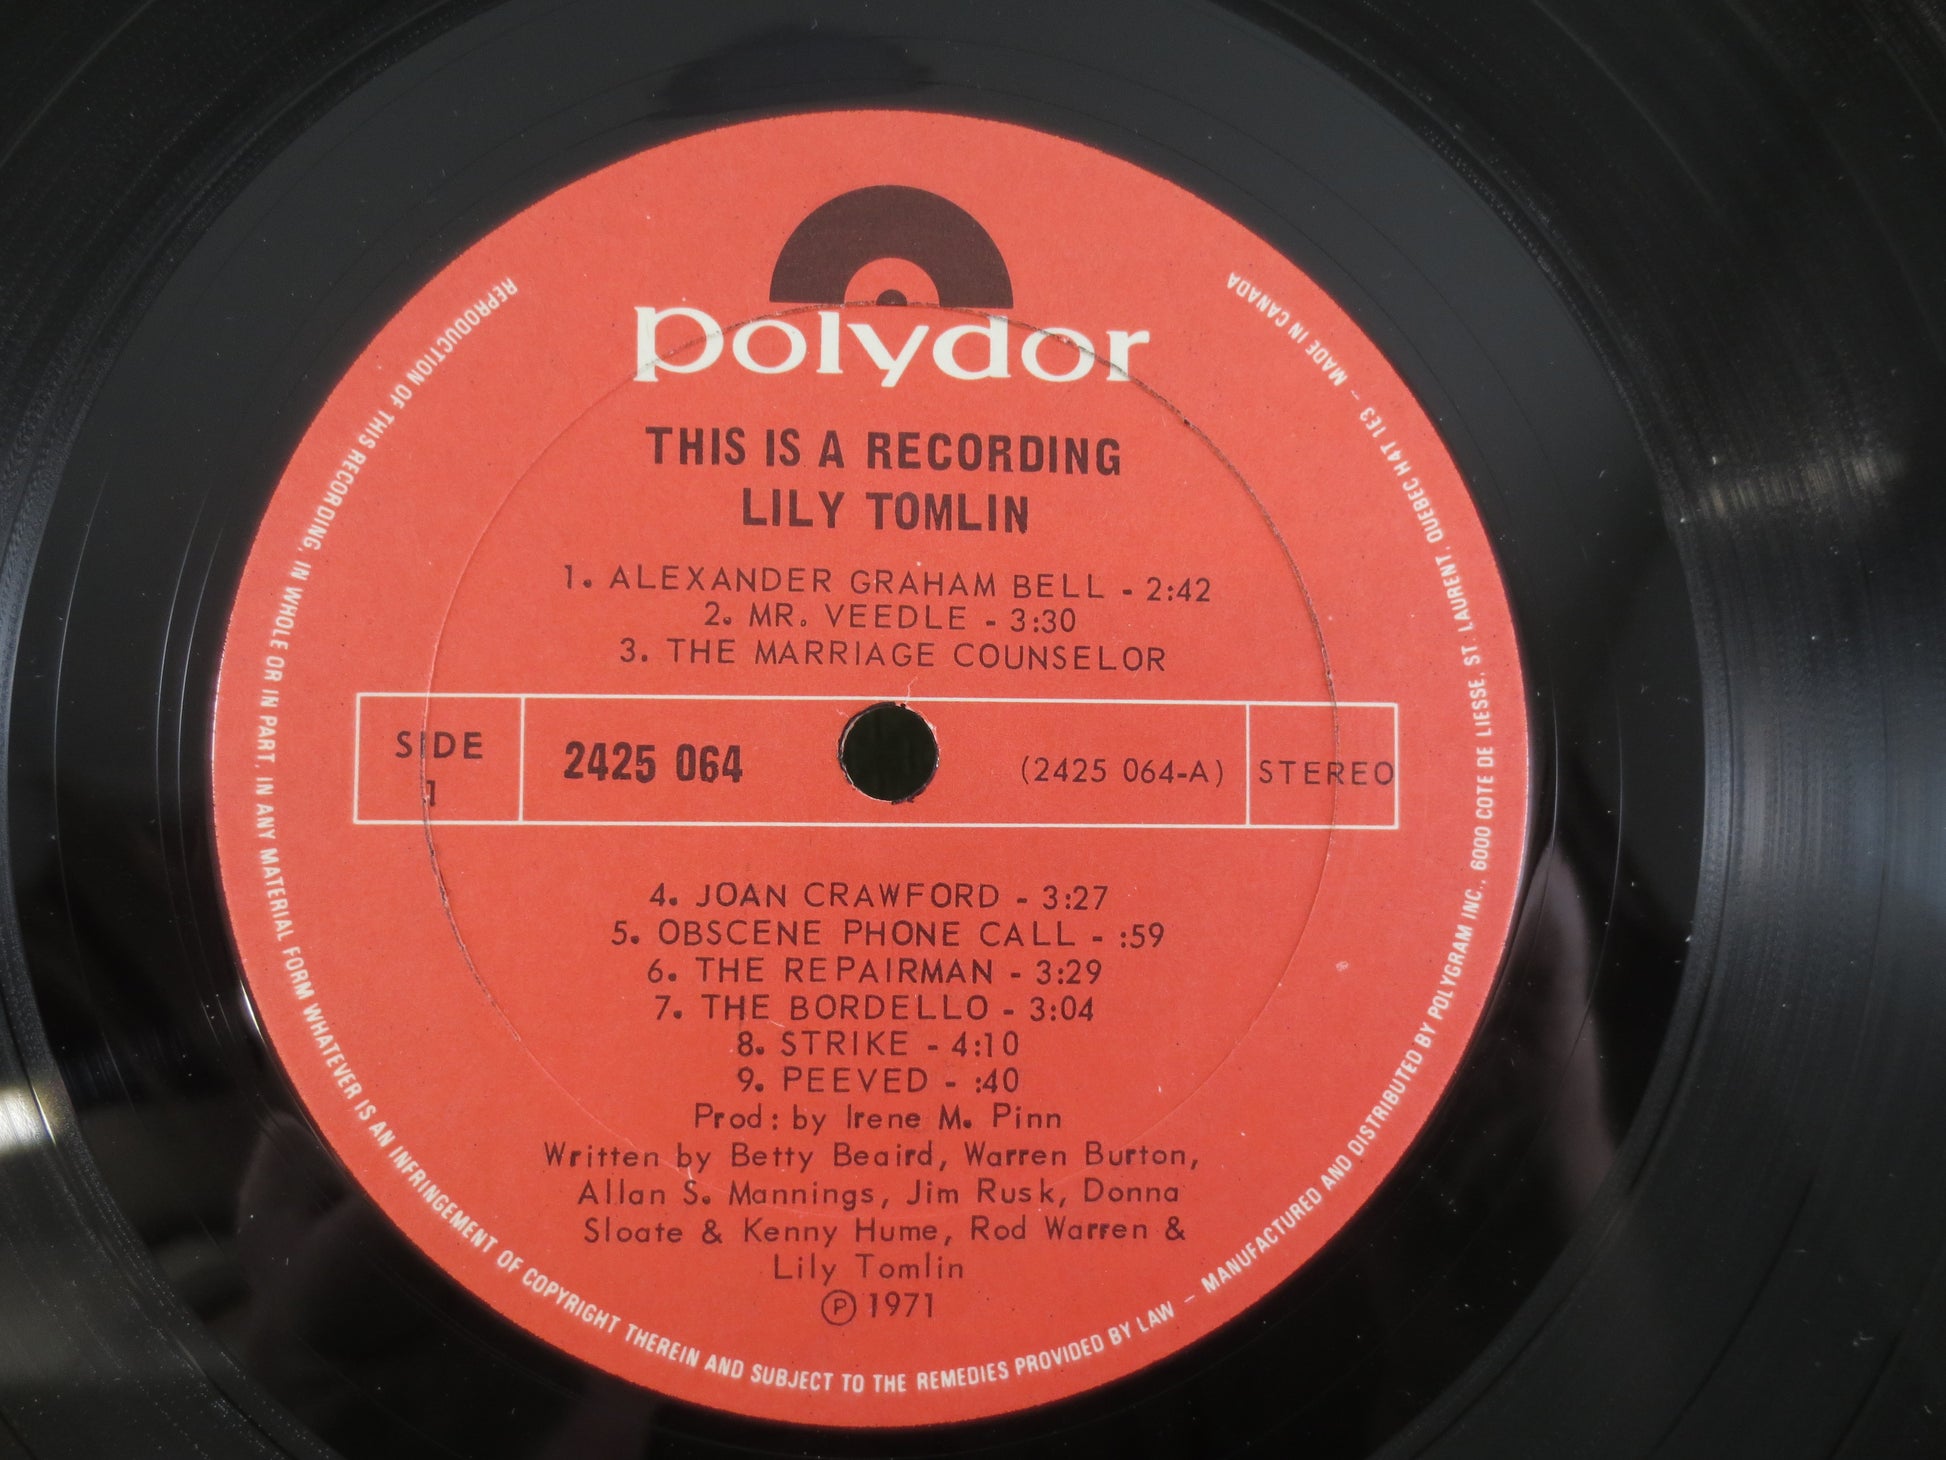 polydor
THIS IS A RECORDING
LILY TOMLIN
1. ALEXANDER GRAHAM BELL - 2:42
2. MR. VEEDLE - 3:30
3. THE MARRIAGE COUNSELOR
SIDE
1
2425 064
(2425 064-A)
STEREO
4. JOAN CRAWFORD - 3:27
5. OBSCENE PHONE CALL - :59
6. THE REPAIRMAN - 3:29
7. THE BORDELLO - 3:04
8. STRIKE - 4:10
9. PEEVED - :40
Prod: by Irene M. Pinn
Written by Betty Beaird, Warren Burton,
Allan S. Mannings, Jim Rusk, Donna
Sloate & Kenny Hume, Rod Warren &
Lily Tomlin
Ⓟ 1971
REPRODUCTION OF THIS RECORDING, IN WHOLE OR IN PART, IN ANY MATERIAL FORM WHATEVER IS AN INFRINGEMENT OF COPYRIGHT THEREIN AND SUBJECT TO THE REMEDIES PROVIDED BY LAW – MANUFACTURED AND DISTRIBUTED BY POLYGRAM INC., 6000 COTE DE LIESSE, ST. LAURENT, QUEBEC H4T 1E3 – MADE IN CANADA